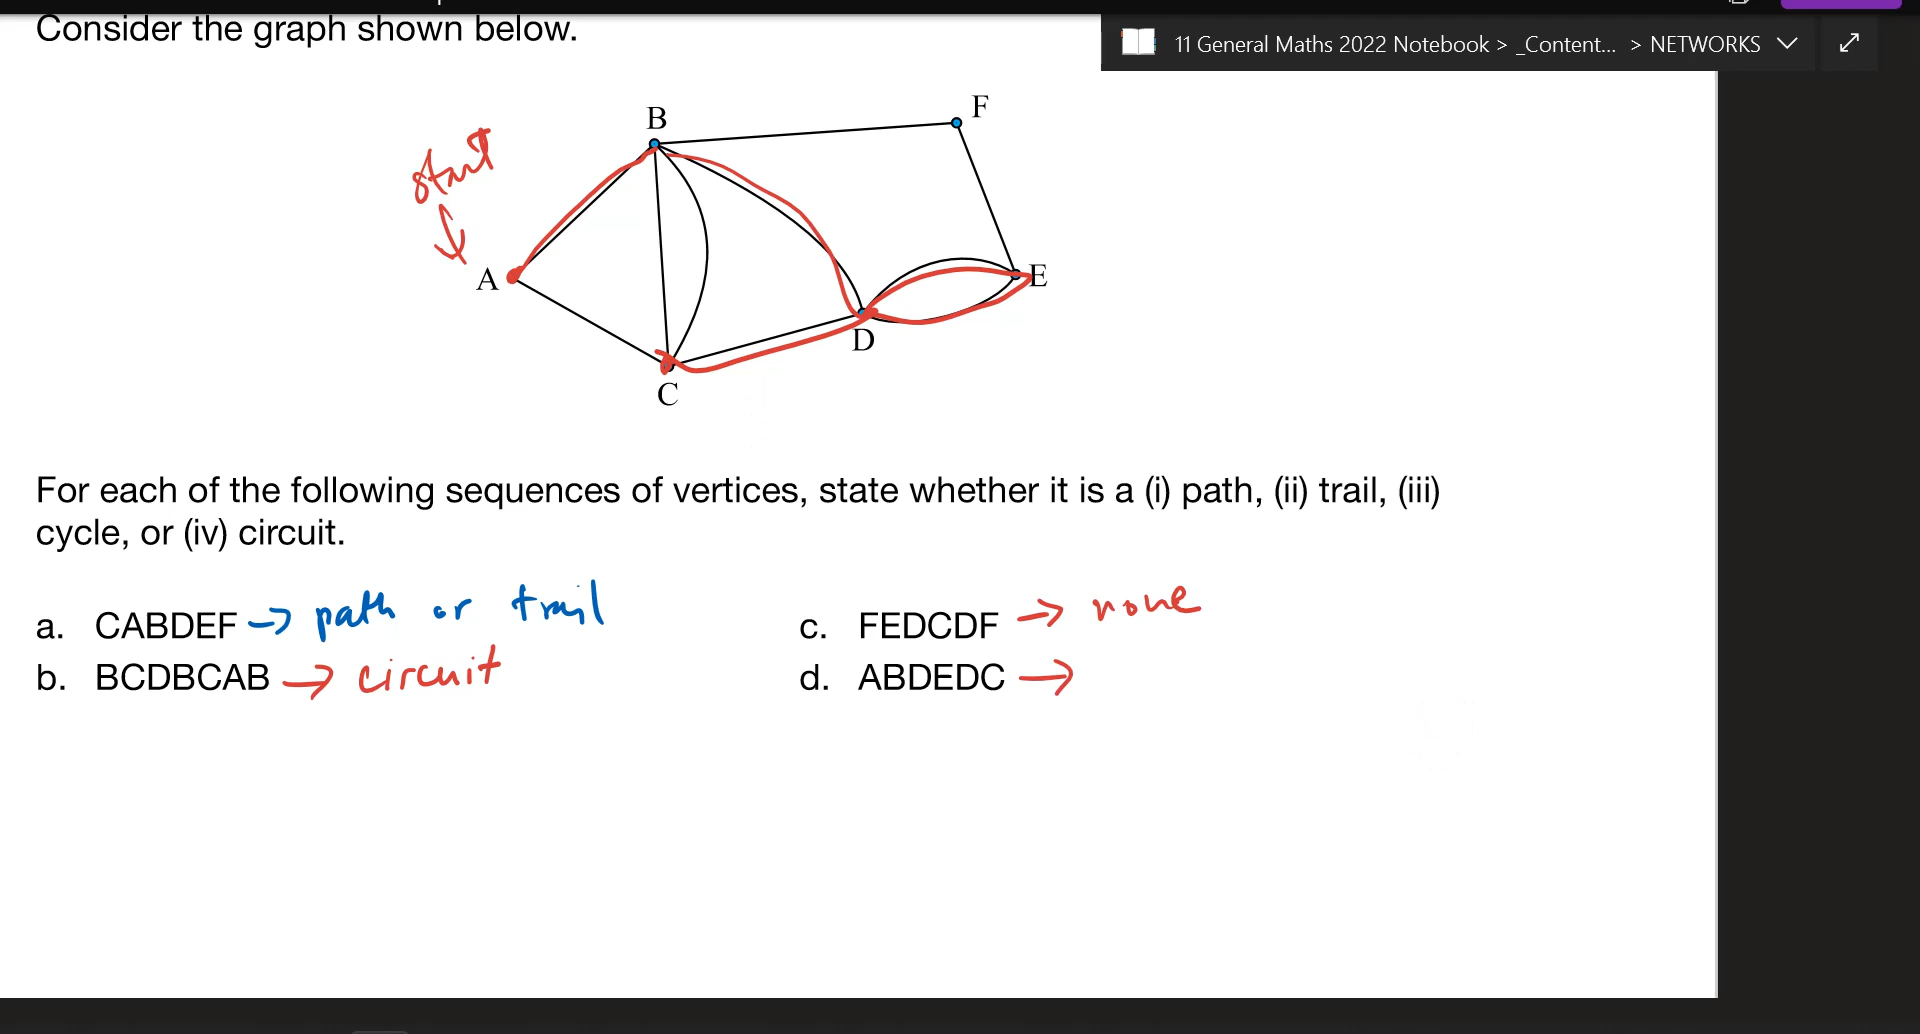 Consider the graph shown below.
11 General Maths 2022 Notebook > _Content... > NETWORKS
B
F
start
A
E
D
C
For each of the following sequences of vertices, state whether it is a (i) path, (ii) trail, (iii)
cycle, or (iv) circuit.
a. CABDEF → path or trail
c. FEDCDF → none
b. BCDBCAB → circuit
d. ABDEDC →